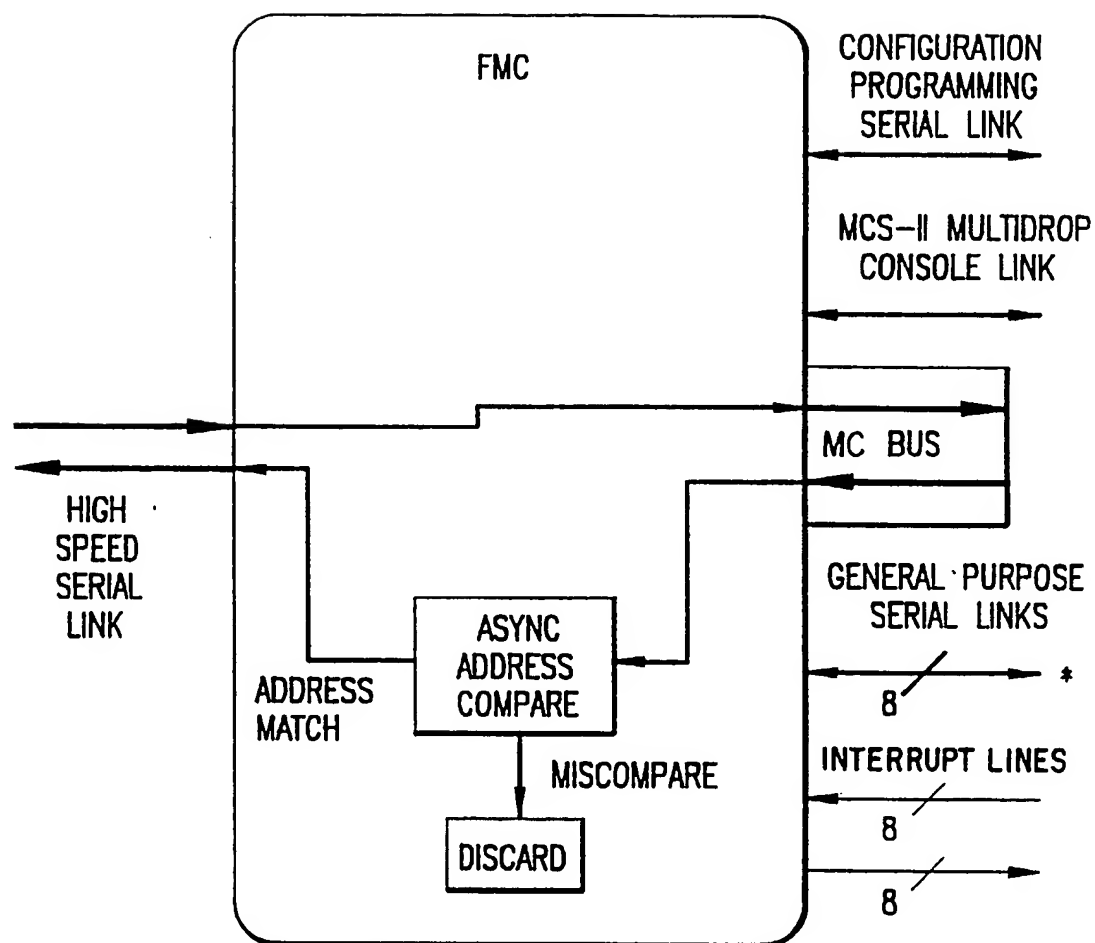 FMC
CONFIGURATION
PROGRAMMING
SERIAL LINK
MCS-II MULTIDROP
CONSOLE LINK
MC BUS
HIGH
SPEED
SERIAL
LINK
GENERAL PURPOSE
SERIAL LINKS
8
*
ASYNC
ADDRESS
COMPARE
ADDRESS
MATCH
MISCOMPARE
DISCARD
INTERRUPT LINES
8
8